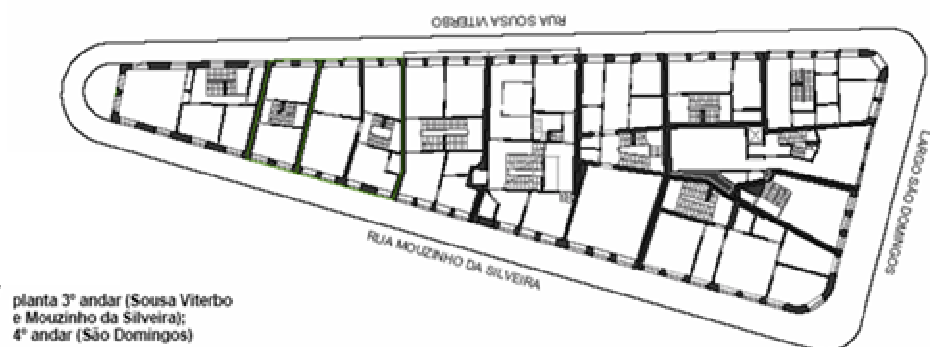 RUA SOUSA VITERBO
LARGO SÃO DOMINGOS
RUA MOUZINHO DA SILVEIRA
planta 3º andar (Sousa Viterbo
e Mouzinho da Silveira);
4º andar (São Domingos)